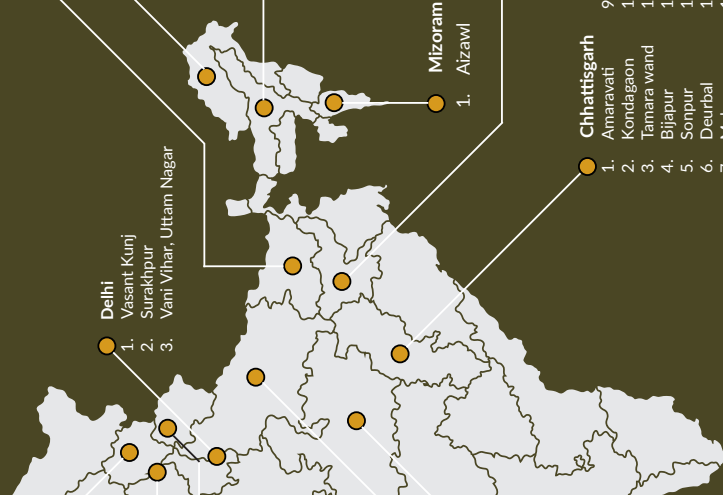 Delhi
1. Vasant Kunj
2. Surakhpur
3. Vani Vihar, Uttam Nagar
Mizoram
1. Aizawl
Chhattisgarh
1. Amaravati
2. Kondagaon
3. Tamara wand
4. Bijapur
5. Sonpur
6. Deurbal